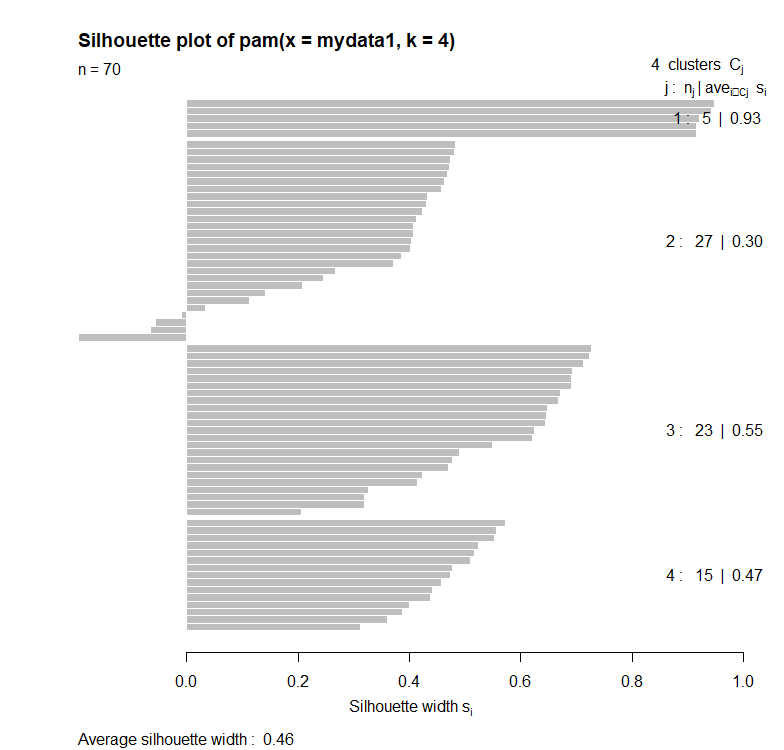 Silhouette plot of pam(x = mydata1, k = 4)
n = 70
4 clusters Cj
j : nj | avei□Cj si
1 : 5 | 0.93
2 : 27 | 0.30
3 : 23 | 0.55
4 : 15 | 0.47
0.0 0.2 0.4 0.6 0.8 1.0
Silhouette width si
Average silhouette width : 0.46